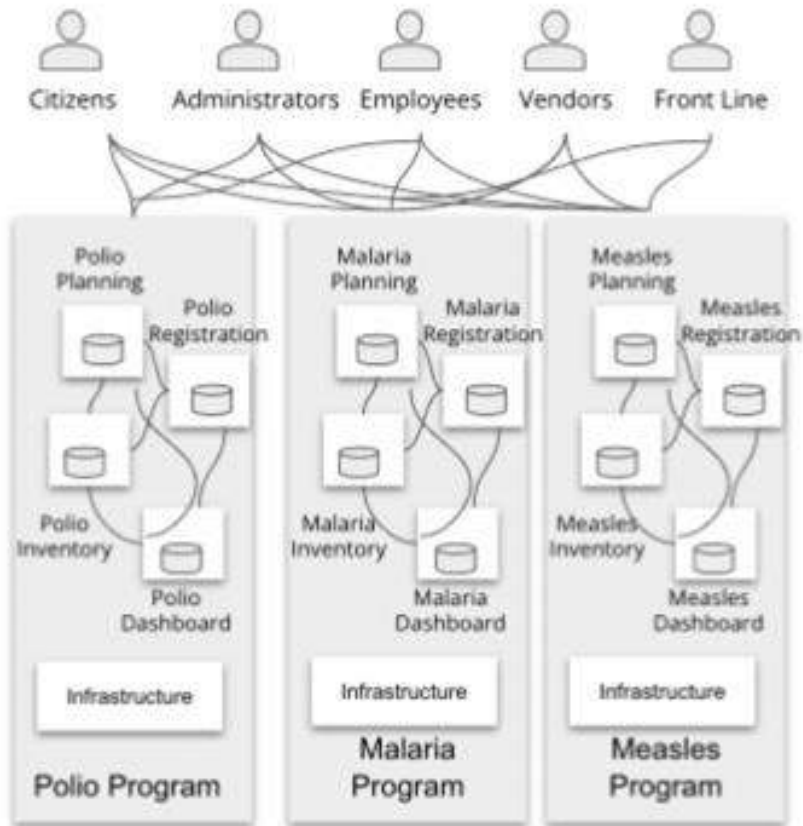 Citizens
Administrators
Employees
Vendors
Front Line
Polio
Planning
Polio
Registration
Polio
Inventory
Polio
Dashboard
Infrastructure
Polio Program
Malaria
Planning
Malaria
Registration
Malaria
Inventory
Malaria
Dashboard
Infrastructure
Malaria
Program
Measles
Planning
Measles
Registration
Measles
Inventory
Measles
Dashboard
Infrastructure
Measles
Program